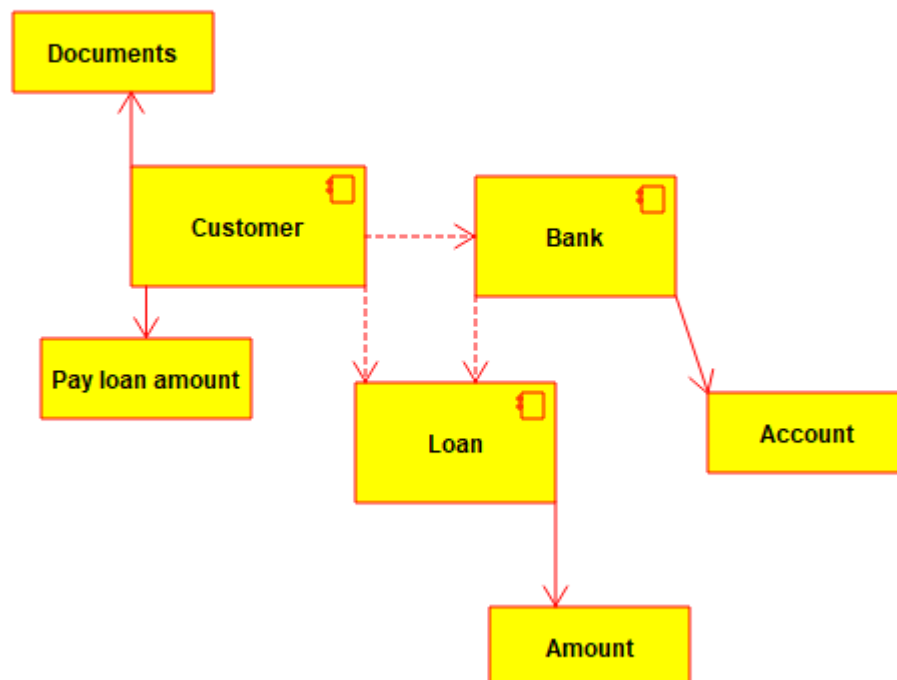 Documents
Customer
Bank
Pay loan amount
Loan
Account
Amount